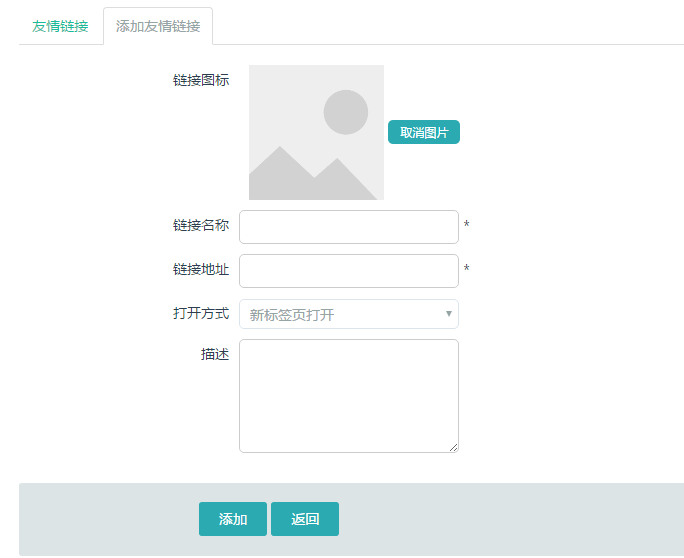 友情链接 添加友情链接
链接图标
取消图片
链接名称 *
链接地址 *
打开方式 新标签页打开
描述
添加 返回